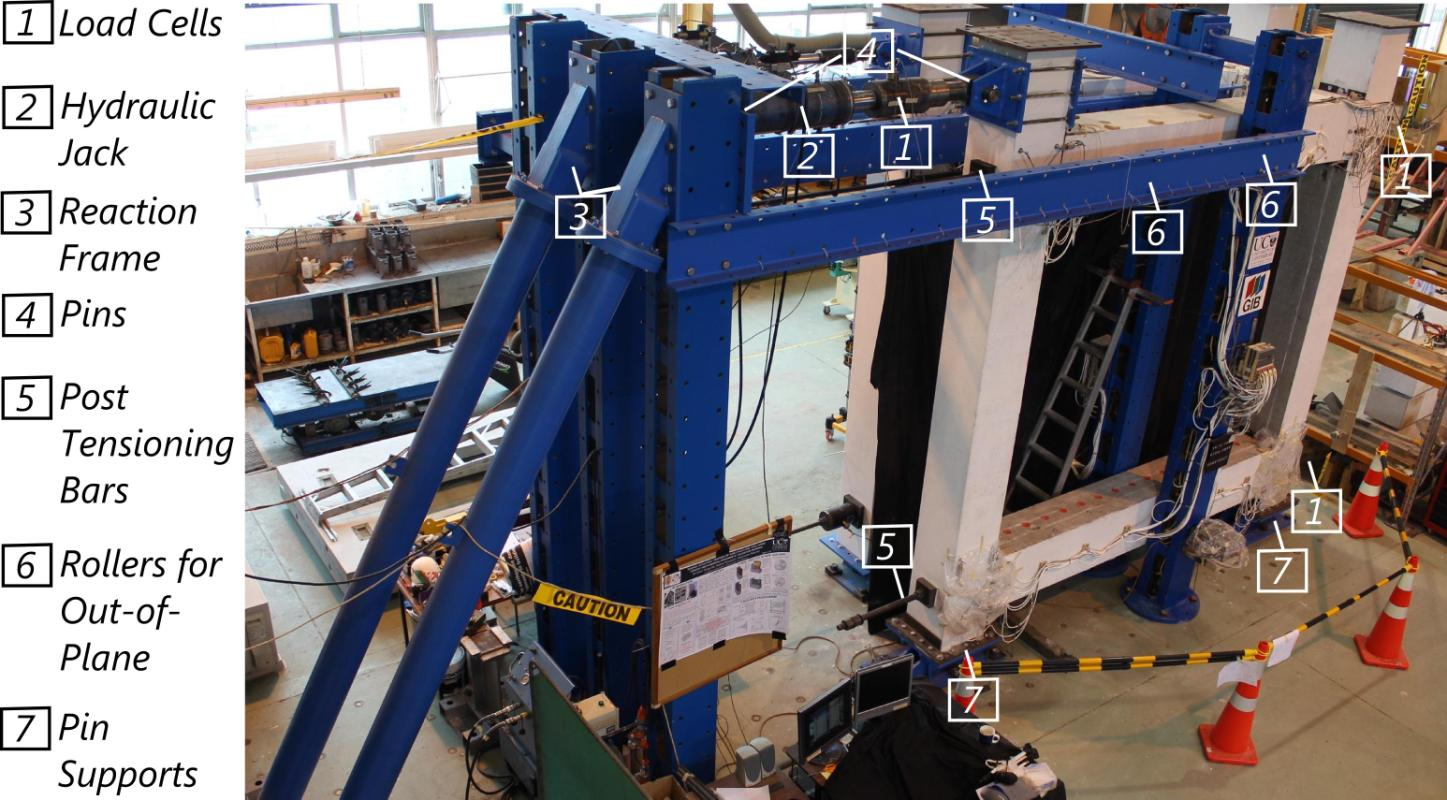 1 Load Cells
2 Hydraulic
Jack
3 Reaction
Frame
4 Pins
5 Post
Tensioning
Bars
6 Rollers for
Out-of-
Plane
7 Pin
Supports
4
2
1
1
3
5
6
6
UC
GIB
5
1
7
CAUTION
7